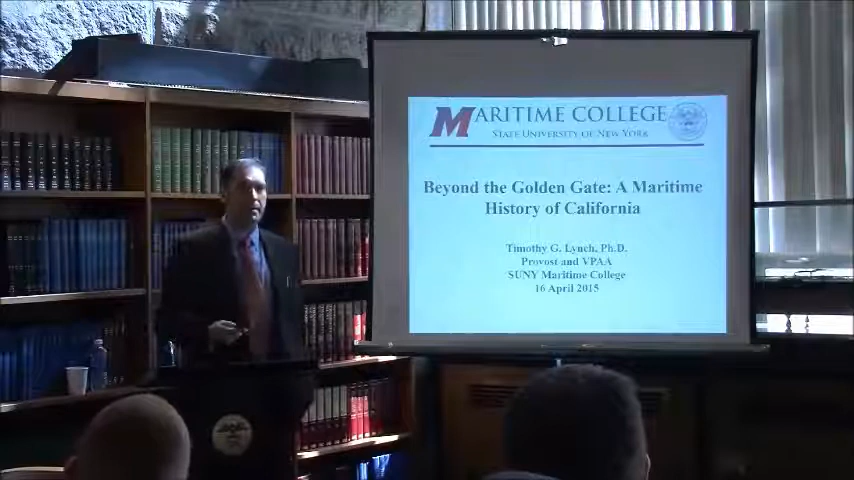 MARITIME COLLEGE
STATE UNIVERSITY OF NEW YORK
Beyond the Golden Gate: A Maritime
History of California
Timothy G. Lynch, Ph.D.
Provost and VPAA
SUNY Maritime College
16 April 2015